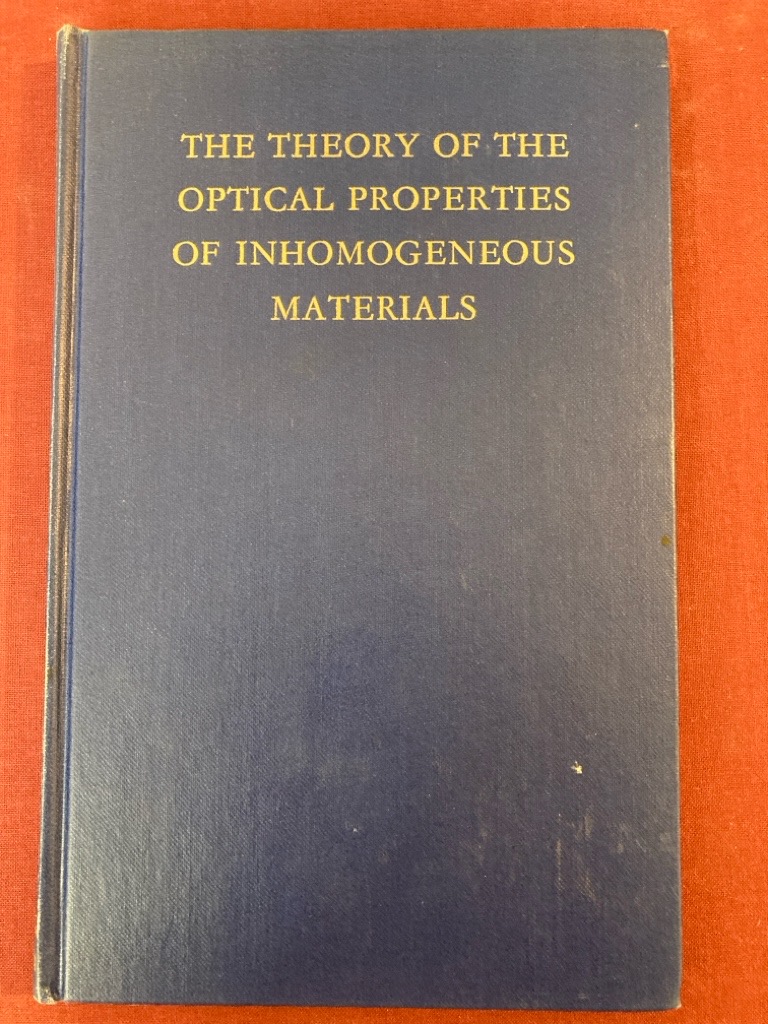 THE THEORY OF THE
OPTICAL PROPERTIES
OF INHOMOGENEOUS
MATERIALS